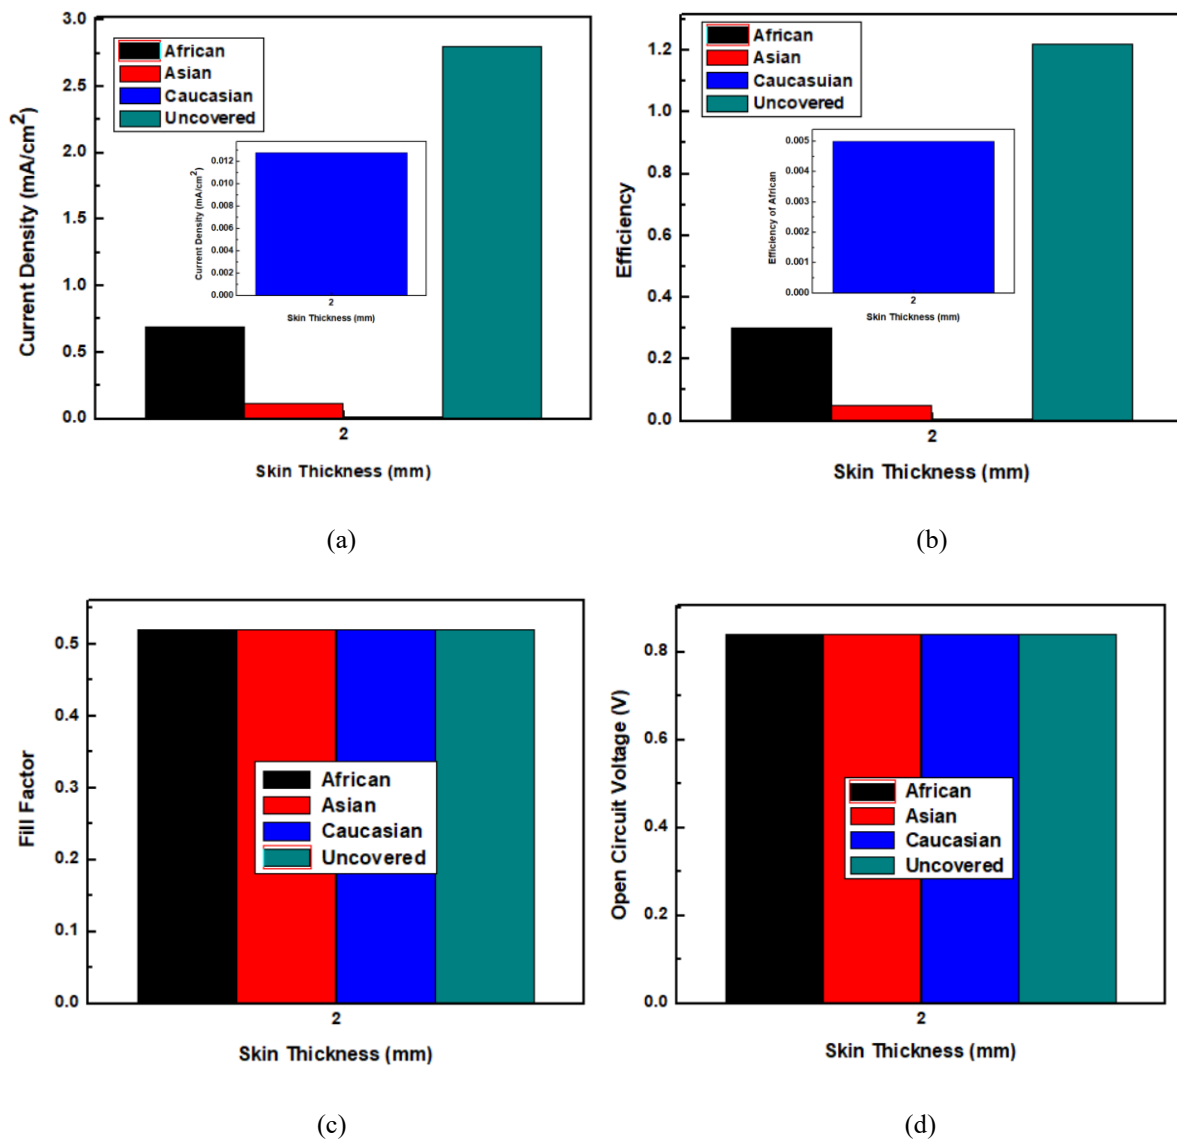 3.0
2.5
2.0
1.5
1.0
0.5
0.0
Current Density (mA/cm²)
African
Asian
Caucasian
Uncovered
0.012
0.010
0.008
0.006
0.004
0.002
0.000
Current Density (mA/cm²)
2
Skin Thickness (mm)
2
Skin Thickness (mm)
(a)
1.2
1.0
0.8
0.6
0.4
0.2
0.0
Efficiency
African
Asian
Caucasuian
Uncovered
0.005
0.004
0.003
0.002
0.001
0.000
Efficiency of African
2
Skin Thickness (mm)
2
Skin Thickness (mm)
(b)
0.5
0.4
0.3
0.2
0.1
0.0
Fill Factor
African
Asian
Caucasian
Uncovered
2
Skin Thickness (mm)
(c)
0.8
0.6
0.4
0.2
0.0
Open Circuit Voltage (V)
African
Asian
Caucasian
Uncovered
2
Skin Thickness (mm)
(d)